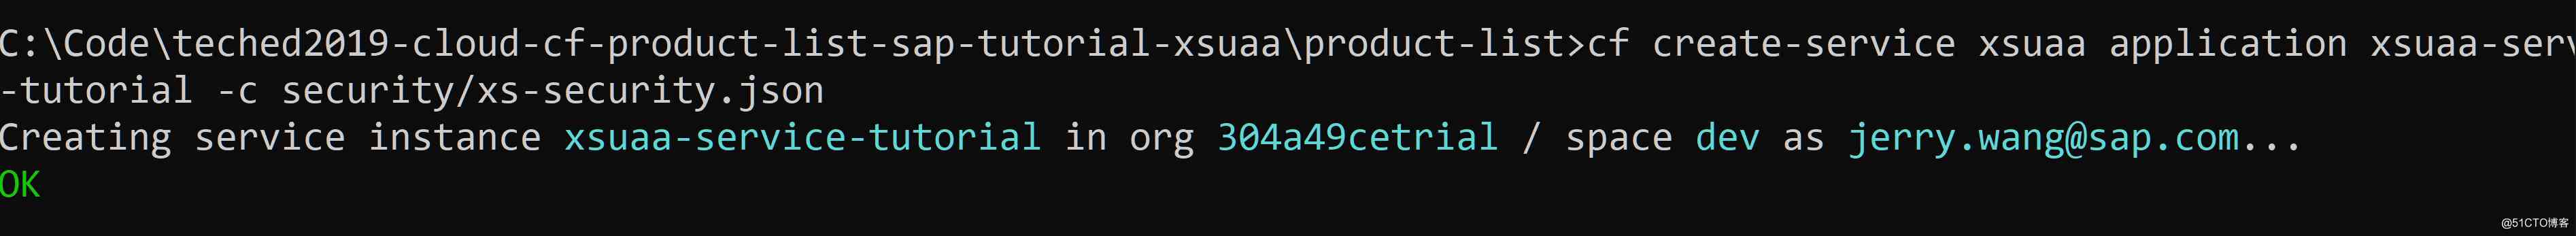 C:\Code\teched2019-cloud-cf-product-list-sap-tutorial-xsuaa\product-list>cf create-service xsuaa application xsuaa-serv
-tutorial -c security/xs-security.json
Creating service instance xsuaa-service-tutorial in org 304a49cetrial / space dev as jerry.wang@sap.com...
OK
@51CTO博客